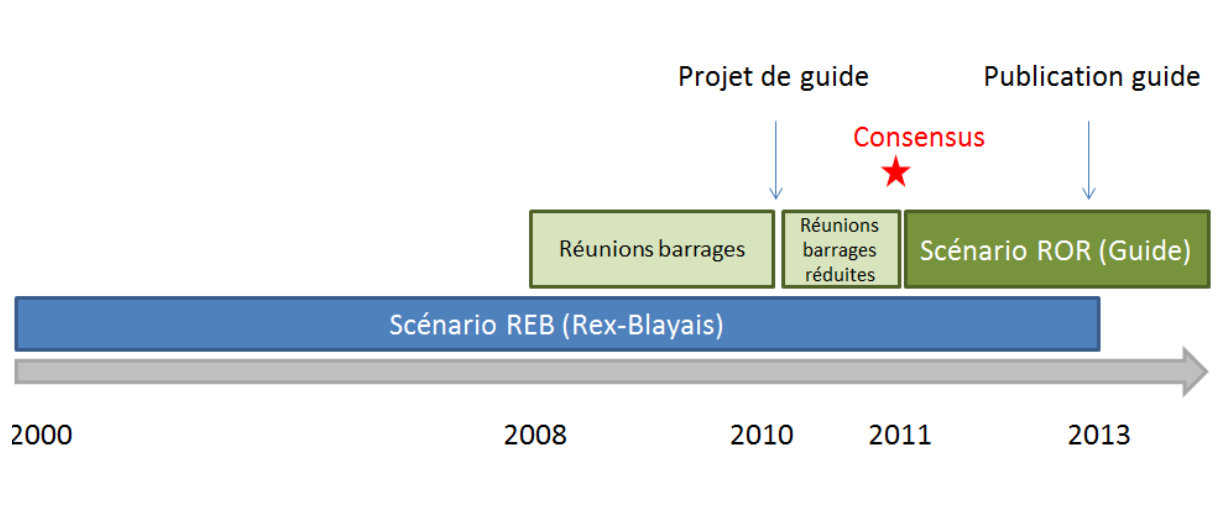 Projet de guide
Publication guide
Consensus
Réunions barrages
Réunions
barrages
réduites
Scénario ROR (Guide)
Scénario REB (Rex-Blayais)
2000
2008
2010
2011
2013